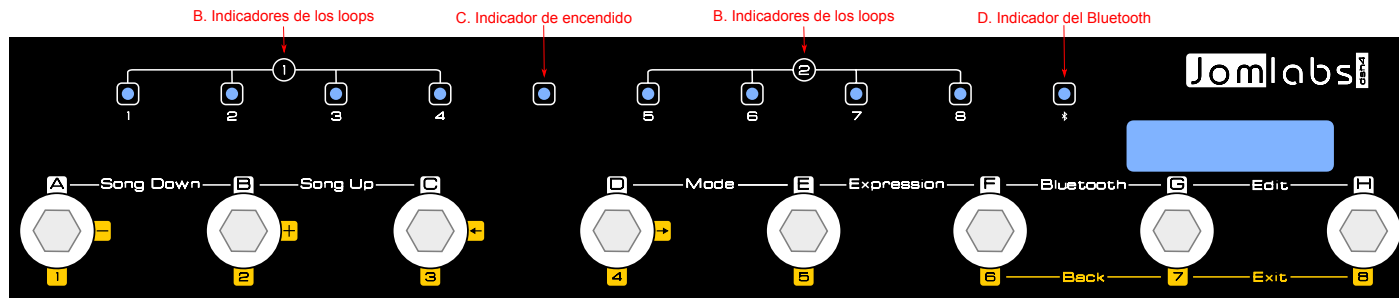 B. Indicadores de los loops
C. Indicador de encendido
B. Indicadores de los loops
D. Indicador del Bluetooth
1
2
Jomlabs dsh4
1 2 3 4
5 6 7 8
A Song Down B Song Up C
D Mode E Expression F Bluetooth G Edit H
- + ← →
1 2 3 4 5 6 Back 7 Exit 8